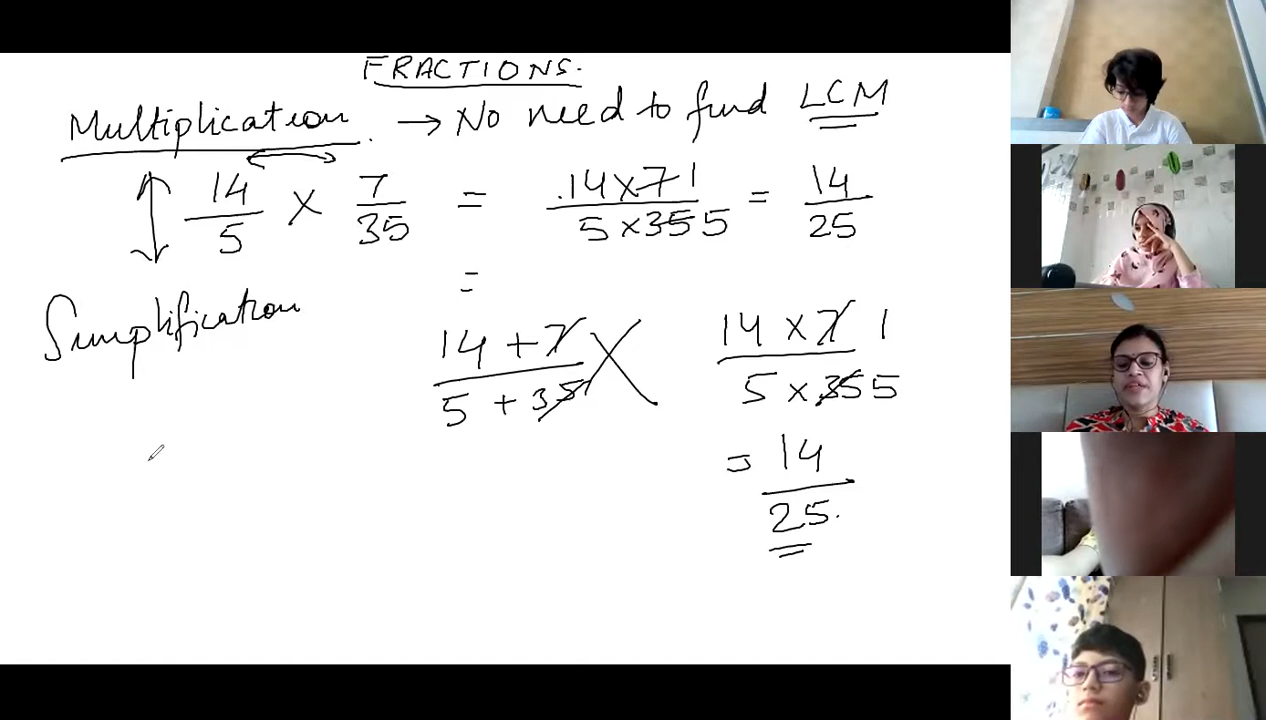 FRACTIONS.
Multiplication. → No need to find LCM
14/5 × 7/35 = .14×7 1/5×35 5 = 14/25
=
Simplification
14 + 7/5 + 35 × 14 × 7 1/5 × 35 5
= 14/25.